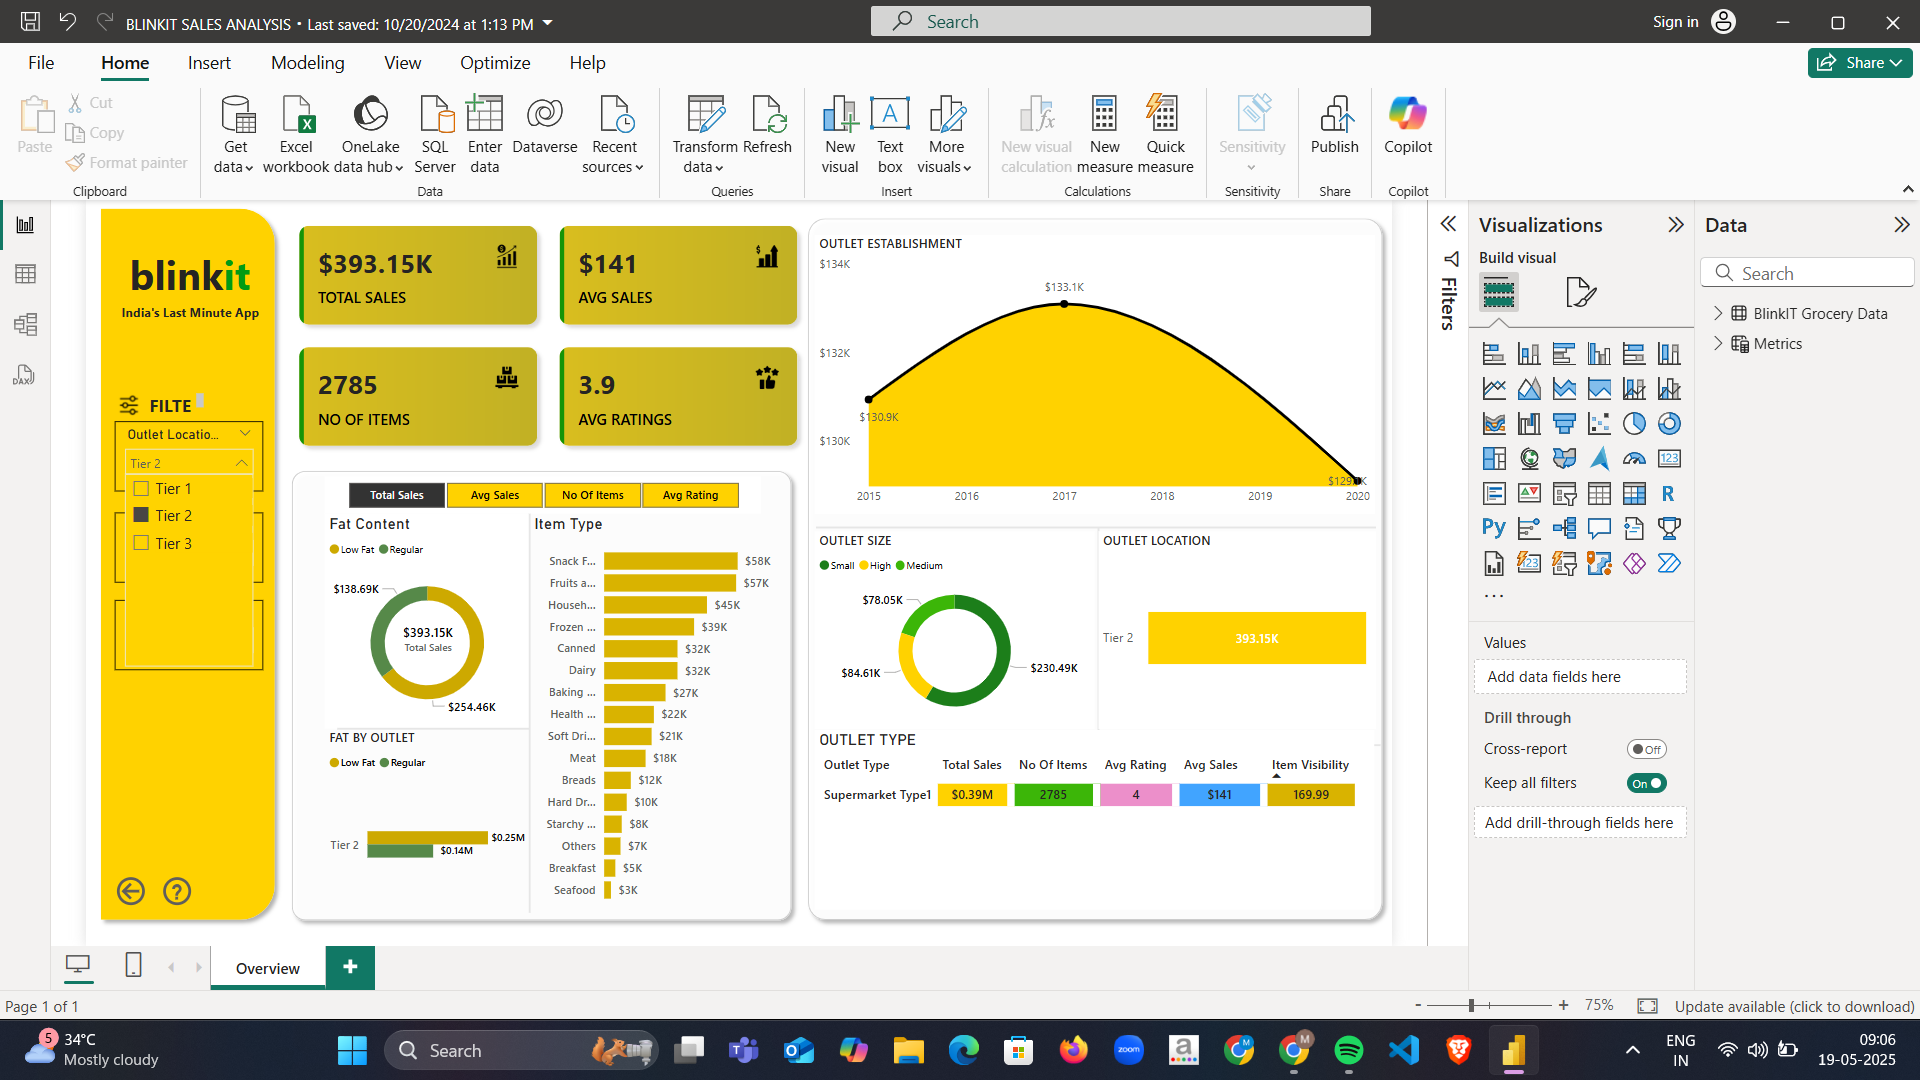 BLINKIT SALES ANALYSIS • Last saved: 10/20/2024 at 1:13 PM
Search
Sign in
File Home Insert Modeling View Optimize Help
Share
Paste
Cut
Copy
Format painter
Clipboard
Get data
Excel workbook
OneLake data hub
SQL Server
Enter data
Dataverse
Recent sources
Data
Transform data
Refresh
Queries
New visual
Text box
More visuals
Insert
New visual calculation
New measure
Quick measure
Calculations
Sensitivity
Sensitivity
Publish
Share
Copilot
Copilot
blinkit
India's Last Minute App
FILTE
Outlet Locatio...
Tier 2
Tier 1
Tier 2
Tier 3
$393.15K
TOTAL SALES
$141
AVG SALES
2785
NO OF ITEMS
3.9
AVG RATINGS
Total Sales Avg Sales No Of Items Avg Rating
Fat Content
Low Fat Regular
$138.69K
$393.15K
Total Sales
$254.46K
FAT BY OUTLET
Low Fat Regular
Tier 2 $0.25M
$0.14M
Item Type
Snack F... $58K
Fruits a... $57K
Househ... $45K
Frozen ... $39K
Canned $32K
Dairy $32K
Baking ... $27K
Health ... $22K
Soft Dri... $21K
Meat $18K
Breads $12K
Hard Dr... $10K
Starchy ... $8K
Others $7K
Breakfast $5K
Seafood $3K
OUTLET ESTABLISHMENT
$134K
$133.1K
$132K
$130.9K
$130K
2015 2016 2017 2018 2019 2020
OUTLET SIZE
Small High Medium
$78.05K
$84.61K
$230.49K
OUTLET LOCATION
Tier 2 393.15K
OUTLET TYPE
Outlet Type Total Sales No Of Items Avg Rating Avg Sales Item Visibility
Supermarket Type1 $0.39M 2785 4 $141 169.99
Filters
Visualizations
Build visual
Py
R
123
Values
Add data fields here
Drill through
Cross-report Off
Keep all filters On
Add drill-through fields here
Data
Search
BlinkIT Grocery Data
Metrics
Overview
Page 1 of 1
- + 75%
Update available (click to download)
5
34°C
Mostly cloudy
Search
zoom
ENG
IN
09:06
19-05-2025